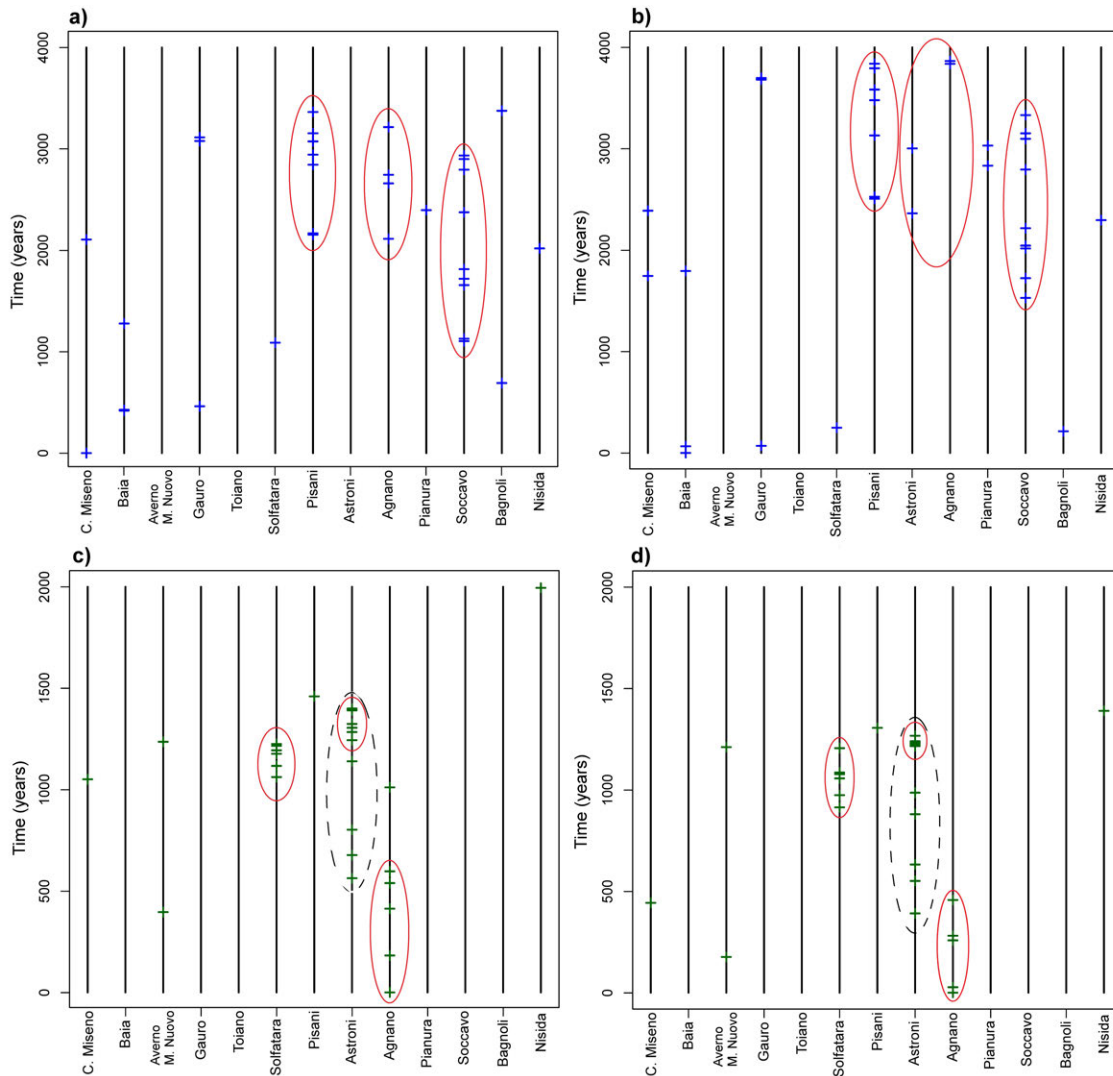 a)
Time (years)
4000
3000
2000
1000
0
C. Miseno
Baia
Averno
M. Nuovo
Gauro
Toiano
Solfatara
Pisani
Astroni
Agnano
Pianura
Soccavo
Bagnoli
Nisida
b)
Time (years)
4000
3000
2000
1000
0
C. Miseno
Baia
Averno
M. Nuovo
Gauro
Toiano
Solfatara
Pisani
Astroni
Agnano
Pianura
Soccavo
Bagnoli
Nisida
c)
Time (years)
2000
1500
1000
500
0
C. Miseno
Baia
Averno
M. Nuovo
Gauro
Toiano
Solfatara
Pisani
Astroni
Agnano
Pianura
Soccavo
Bagnoli
Nisida
d)
Time (years)
2000
1500
1000
500
0
C. Miseno
Baia
Averno
M. Nuovo
Gauro
Toiano
Solfatara
Pisani
Astroni
Agnano
Pianura
Soccavo
Bagnoli
Nisida